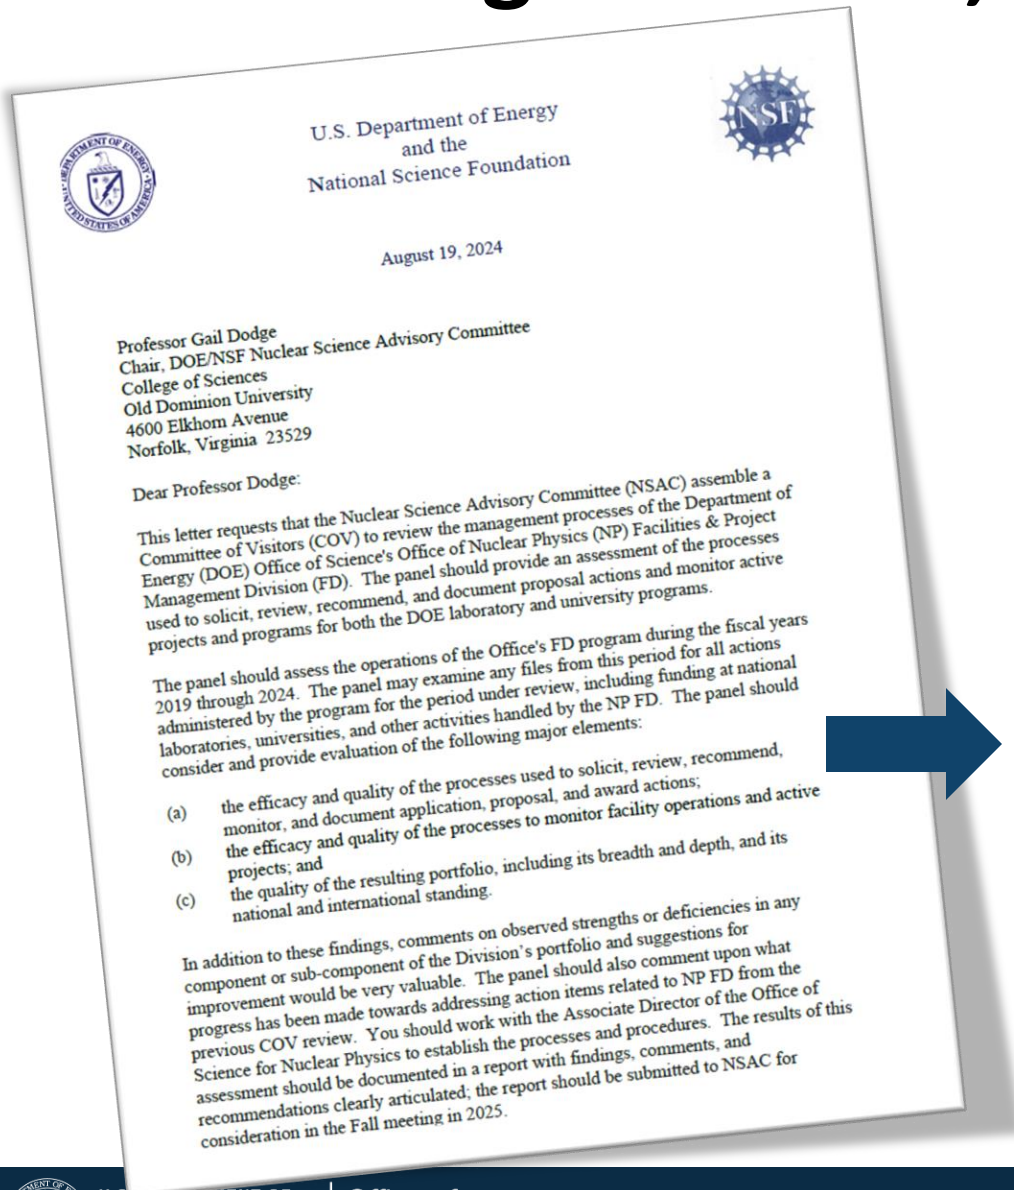 U.S. Department of Energy
and the
National Science Foundation
NSF
DEPARTMENT OF ENERGY
UNITED STATES OF AMERICA
August 19, 2024
Professor Gail Dodge
Chair, DOE/NSF Nuclear Science Advisory Committee
College of Sciences
Old Dominion University
4600 Elkhorn Avenue
Norfolk, Virginia 23529
Dear Professor Dodge:
This letter requests that the Nuclear Science Advisory Committee (NSAC) assemble a
Committee of Visitors (COV) to review the management processes of the Department of
Energy (DOE) Office of Science's Office of Nuclear Physics (NP) Facilities & Project
Management Division (FD). The panel should provide an assessment of the processes
used to solicit, review, recommend, and document proposal actions and monitor active
projects and programs for both the DOE laboratory and university programs.
The panel should assess the operations of the Office's FD program during the fiscal years
2019 through 2024. The panel may examine any files from this period for all actions
administered by the program for the period under review, including funding at national
laboratories, universities, and other activities handled by the NP FD. The panel should
consider and provide evaluation of the following major elements:
(a) the efficacy and quality of the processes used to solicit, review, recommend,
monitor, and document application, proposal, and award actions;
(b) the efficacy and quality of the processes to monitor facility operations and active
projects; and
(c) the quality of the resulting portfolio, including its breadth and depth, and its
national and international standing.
In addition to these findings, comments on observed strengths or deficiencies in any
component or sub-component of the Division's portfolio and suggestions for
improvement would be very valuable. The panel should also comment upon what
progress has been made towards addressing action items related to NP FD from the
previous COV review. You should work with the Associate Director of the Office of
Science for Nuclear Physics to establish the processes and procedures. The results of this
assessment should be documented in a report with findings, comments, and
recommendations clearly articulated; the report should be submitted to NSAC for
consideration in the Fall meeting in 2025.